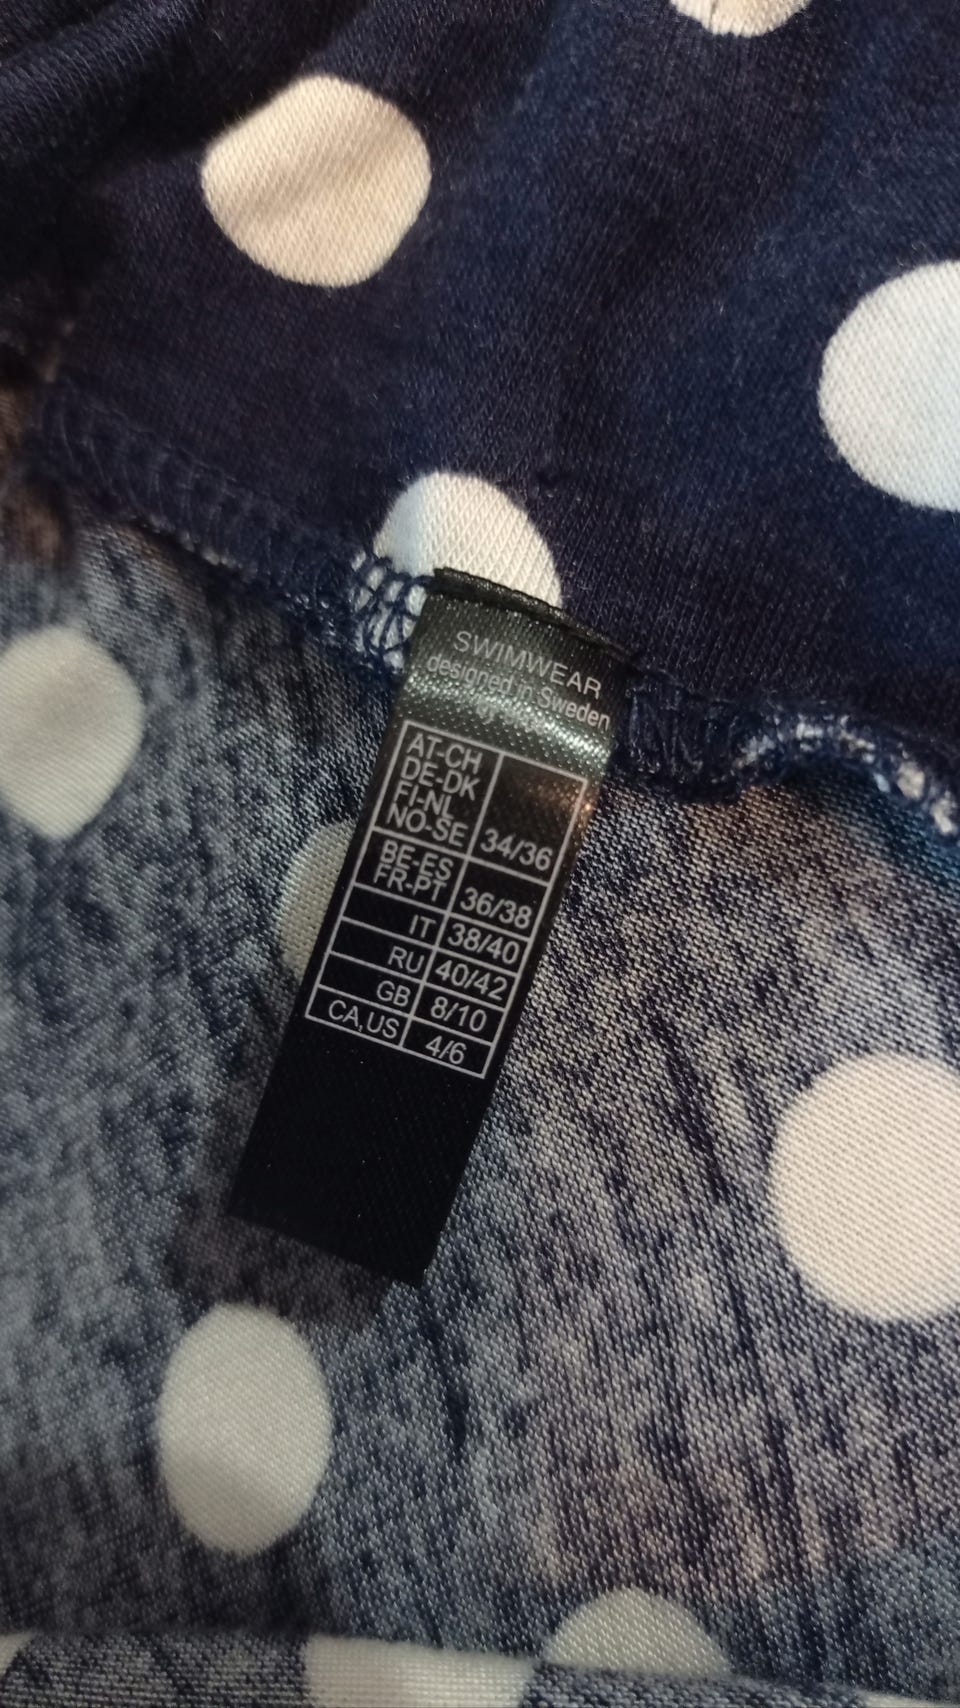 SWIMWEAR
designed in Sweden
AT-CH
DE-DK
FI-NL
NO-SE 34/36
BE-ES
FR-PT 36/38
IT 38/40
RU 40/42
GB 8/10
CA,US 4/6